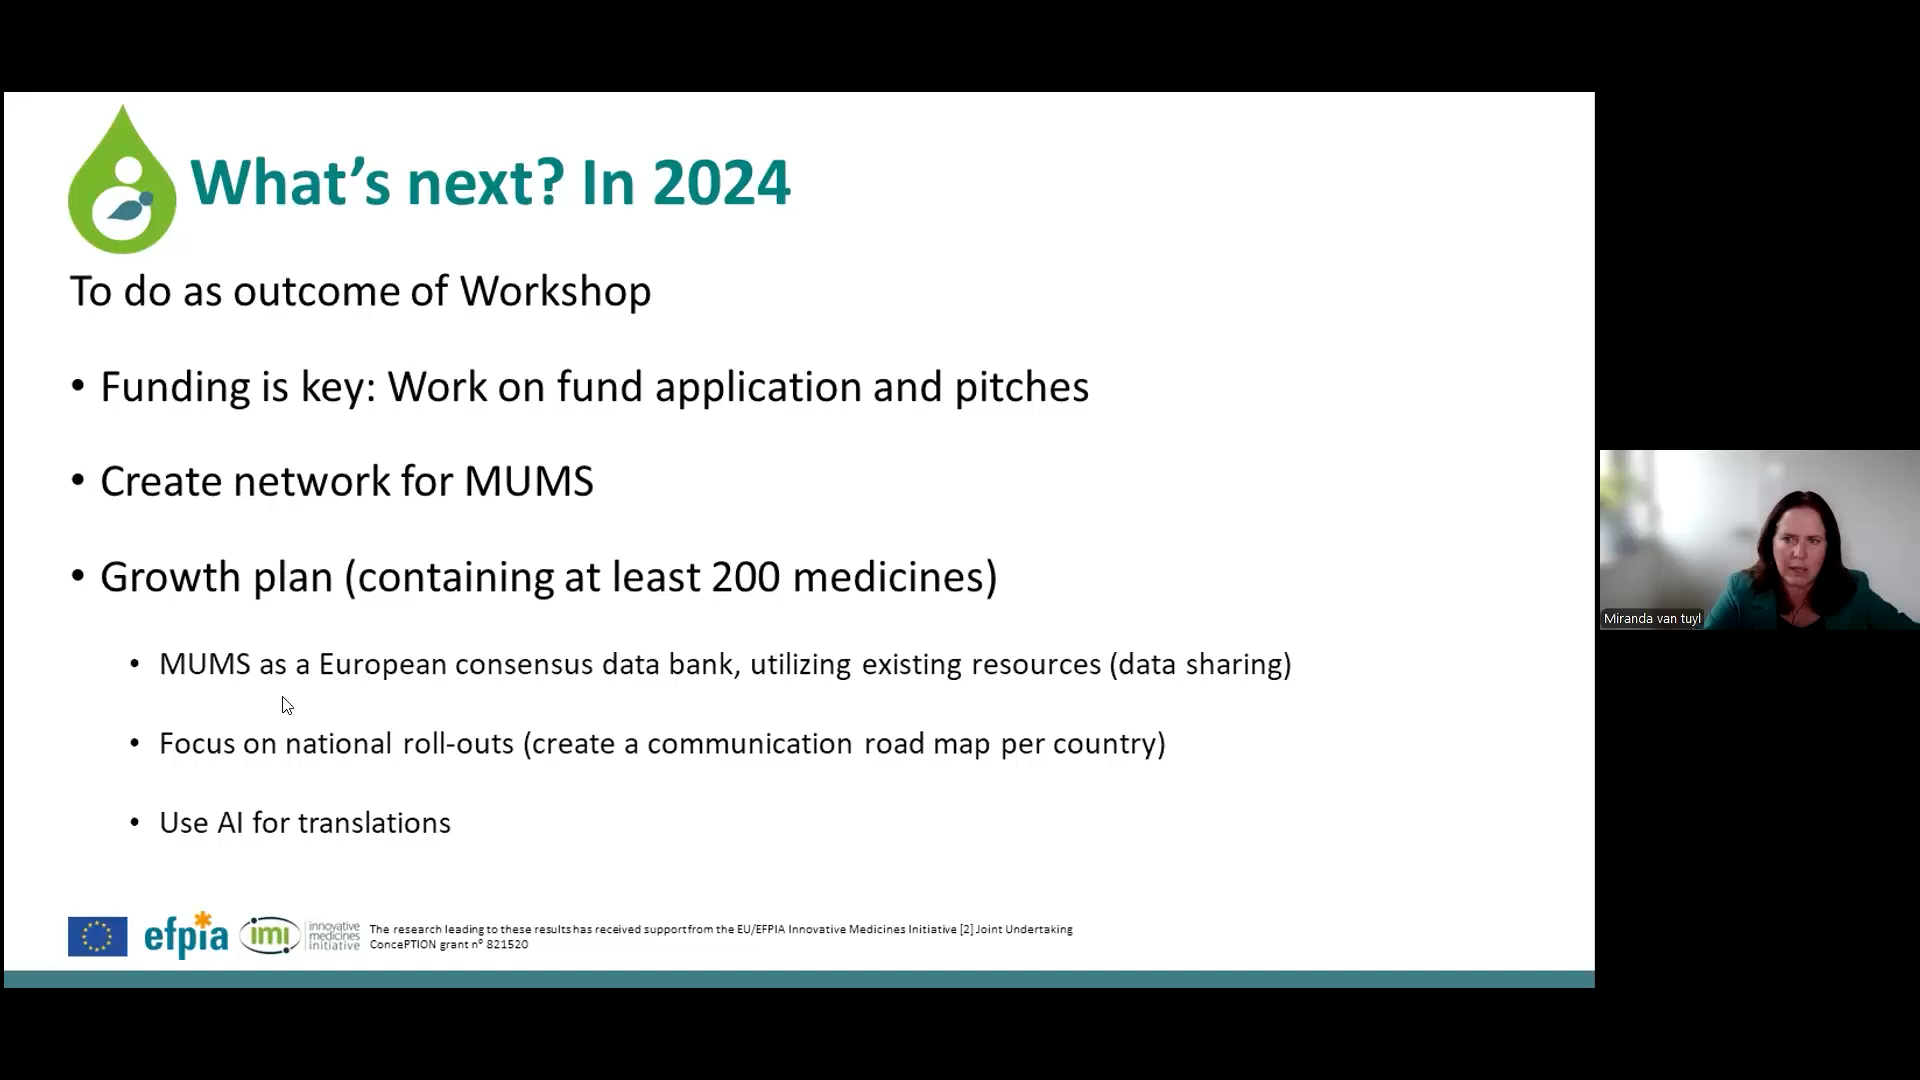 What's next? In 2024
To do as outcome of Workshop
• Funding is key: Work on fund application and pitches
• Create network for MUMS
• Growth plan (containing at least 200 medicines)
• MUMS as a European consensus data bank, utilizing existing resources (data sharing)
• Focus on national roll-outs (create a communication road map per country)
• Use AI for translations
efpia
imi
innovative
medicines
initiative
The research leading to these results has received support from the EU/EFPIA Innovative Medicines Initiative [2] Joint Undertaking
ConcePTION grant nº 821520
Miranda van tuyl